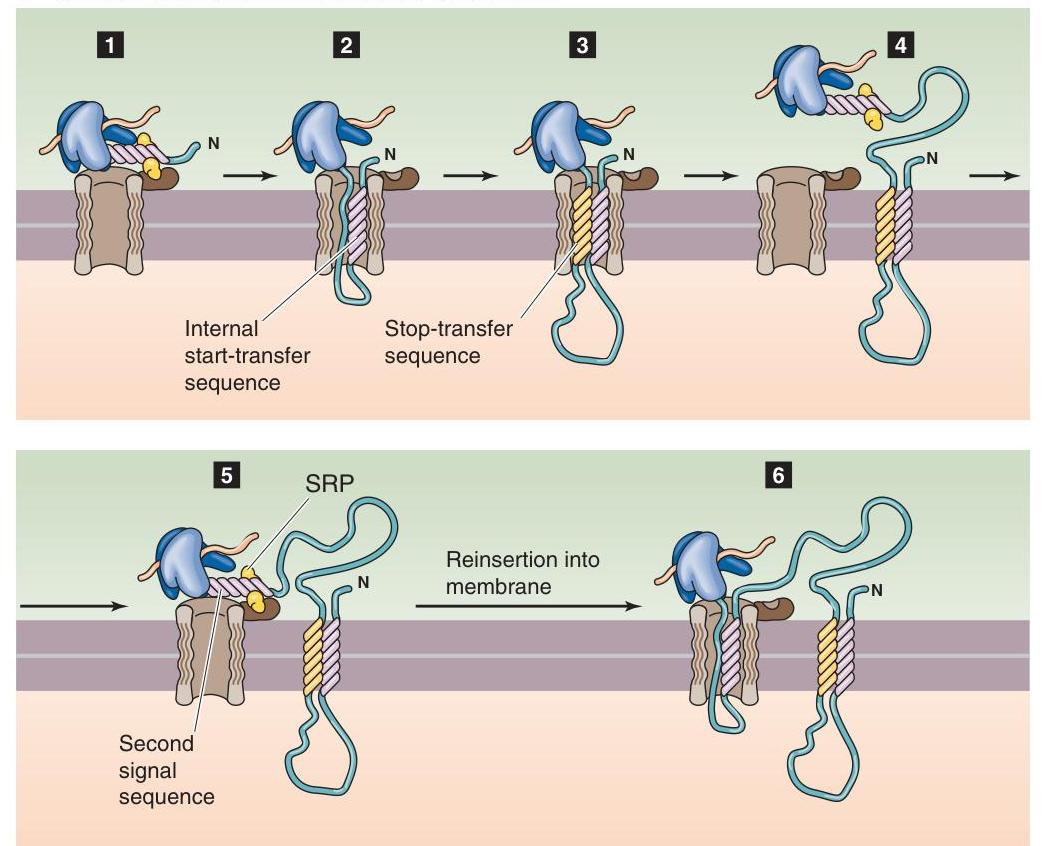 1
2
3
4
N
N
N
N
Internal
start-transfer
sequence
Stop-transfer
sequence
5
6
SRP
Reinsertion into
membrane
N
N
Second
signal
sequence